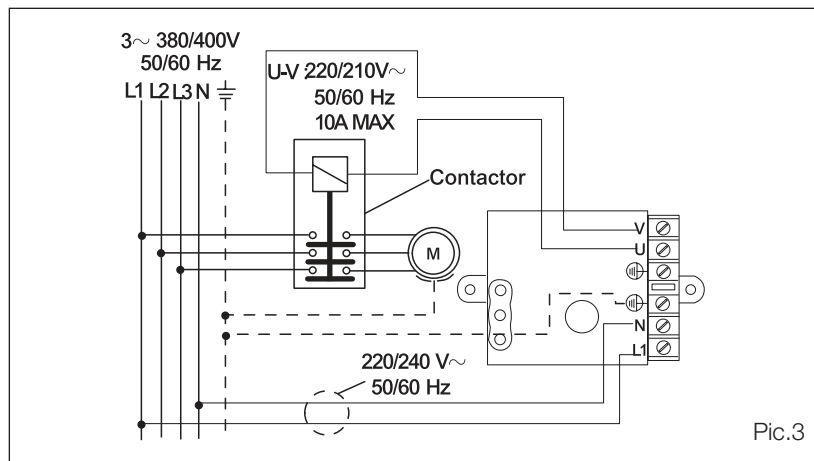 3∼ 380/400V
50/60 Hz
L1 L2 L3 N
U-V :220/210V∼
50/60 Hz
10A MAX
Contactor
M
V
U
N
L1
220/240 V∼
50/60 Hz
Pic.3